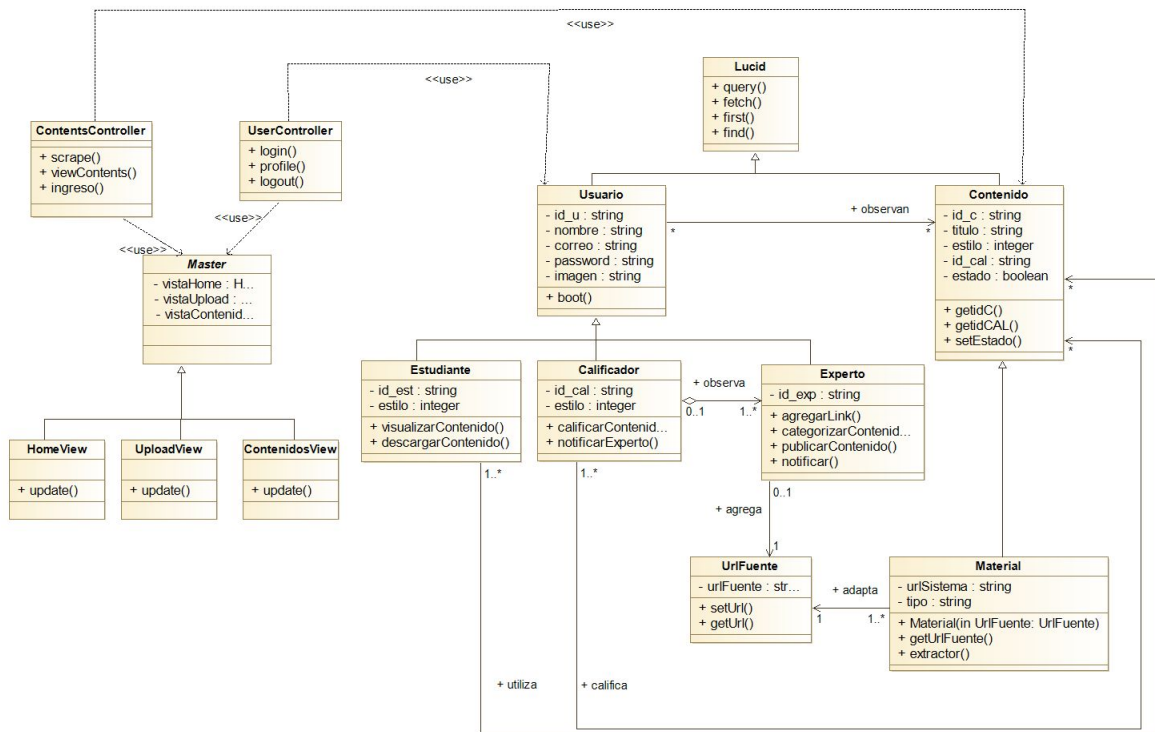 <<use>>
<<use>>
Lucid
+ query()
+ fetch()
+ first()
+ find()
ContentsController
+ scrape()
+ viewContents()
+ ingreso()
UserController
+ login()
+ profile()
+ logout()
<<use>>
<<use>>
Usuario
- id_u : string
- nombre : string
- correo : string
- password : string
- imagen : string
+ boot()
+ observan
*
*
Contenido
- id_c : string
- titulo : string
- estilo : integer
- id_cal : string
- estado : boolean
+ getidC()
+ getidCAL()
+ setEstado()
*
*
Master
- vistaHome : H...
- vistaUpload : ...
- vistaContenid...
Estudiante
- id_est : string
- estilo : integer
+ visualizarContenido()
+ descargarContenido()
1..*
Calificador
- id_cal : string
- estilo : integer
+ calificarContenid...
+ notificarExperto()
1..*
+ observa
0..1
1..*
Experto
- id_exp : string
+ agregarLink()
+ categorizarContenid...
+ publicarContenido()
+ notificar()
0..1
HomeView
+ update()
UploadView
+ update()
ContenidosView
+ update()
+ agrega
1
UrlFuente
- urlFuente : str...
+ setUrl()
+ getUrl()
+ adapta
1
1..*
Material
- urlSistema : string
- tipo : string
+ Material(in UrlFuente: UrlFuente)
+ getUrlFuente()
+ extractor()
+ utiliza
+ califica